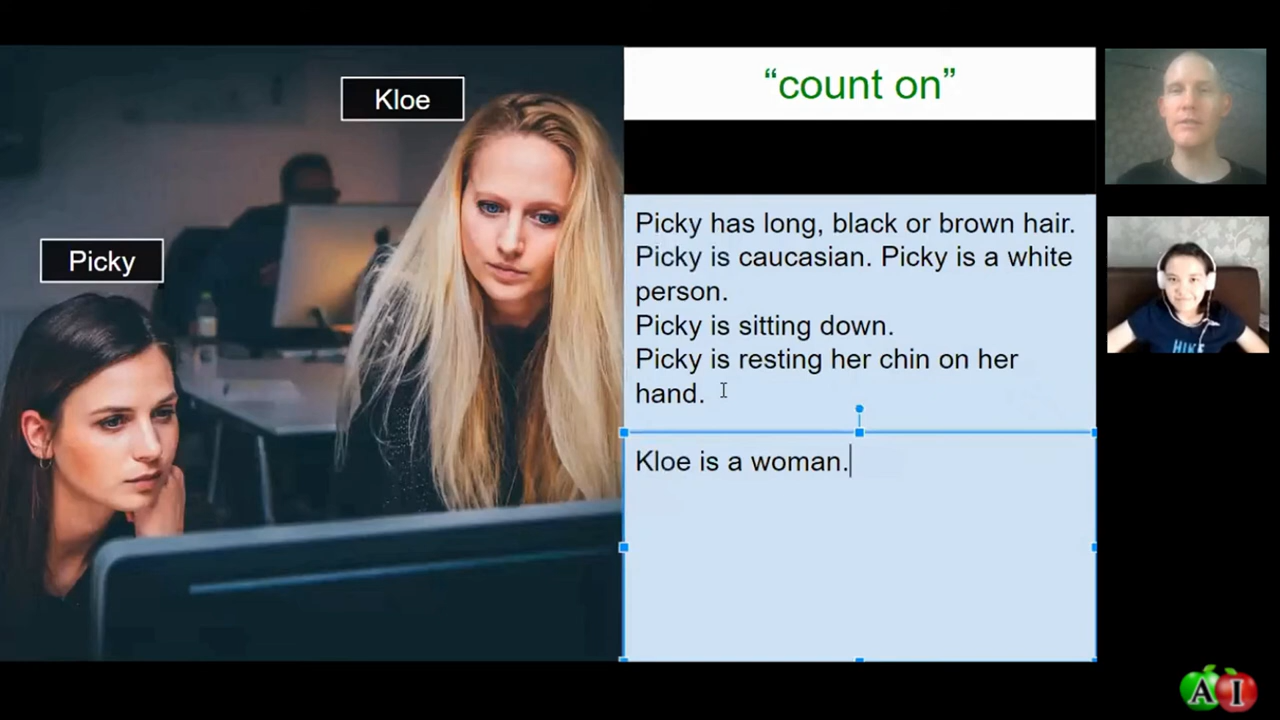 Kloe
Picky
“count on”
Picky has long, black or brown hair.
Picky is caucasian. Picky is a white
person.
Picky is sitting down.
Picky is resting her chin on her
hand.
Kloe is a woman.
HIKE
A I